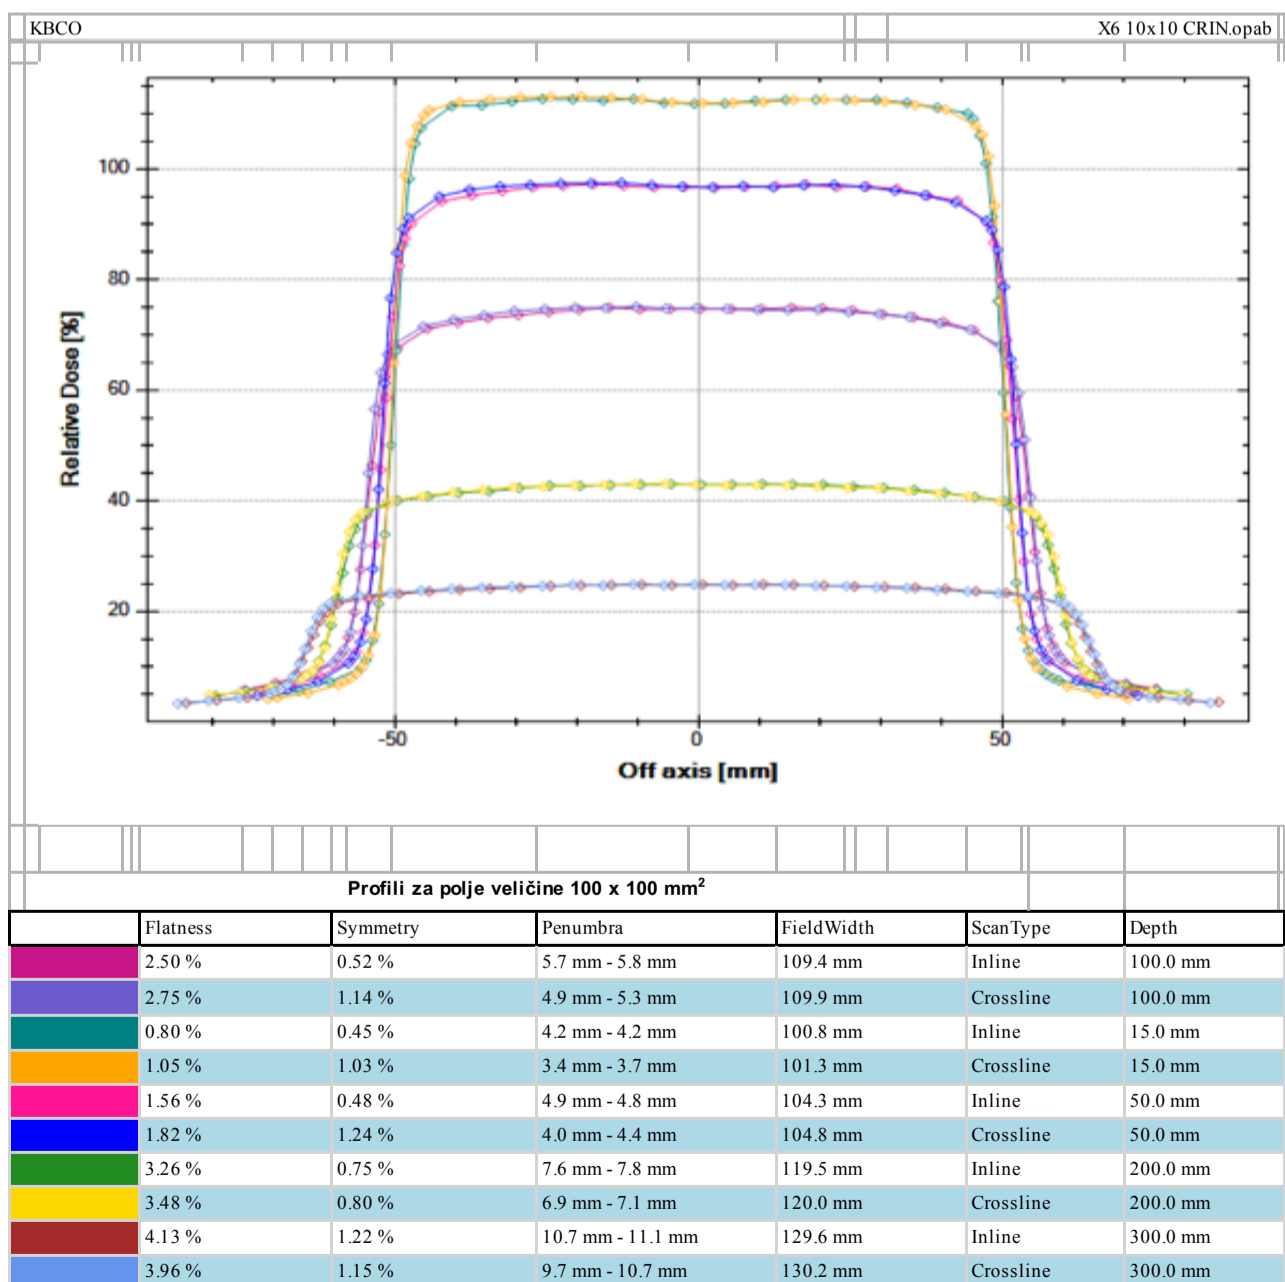 KBCO X6 10x10 CRIN.opab
100
80
60
40
20
Relative Dose [%]
-50 0 50
Off axis [mm]
Profili za polje veličine 100 x 100 mm²
Flatness Symmetry Penumbra FieldWidth ScanType Depth
2.50 % 0.52 % 5.7 mm - 5.8 mm 109.4 mm Inline 100.0 mm
2.75 % 1.14 % 4.9 mm - 5.3 mm 109.9 mm Crossline 100.0 mm
0.80 % 0.45 % 4.2 mm - 4.2 mm 100.8 mm Inline 15.0 mm
1.05 % 1.03 % 3.4 mm - 3.7 mm 101.3 mm Crossline 15.0 mm
1.56 % 0.48 % 4.9 mm - 4.8 mm 104.3 mm Inline 50.0 mm
1.82 % 1.24 % 4.0 mm - 4.4 mm 104.8 mm Crossline 50.0 mm
3.26 % 0.75 % 7.6 mm - 7.8 mm 119.5 mm Inline 200.0 mm
3.48 % 0.80 % 6.9 mm - 7.1 mm 120.0 mm Crossline 200.0 mm
4.13 % 1.22 % 10.7 mm - 11.1 mm 129.6 mm Inline 300.0 mm
3.96 % 1.15 % 9.7 mm - 10.7 mm 130.2 mm Crossline 300.0 mm